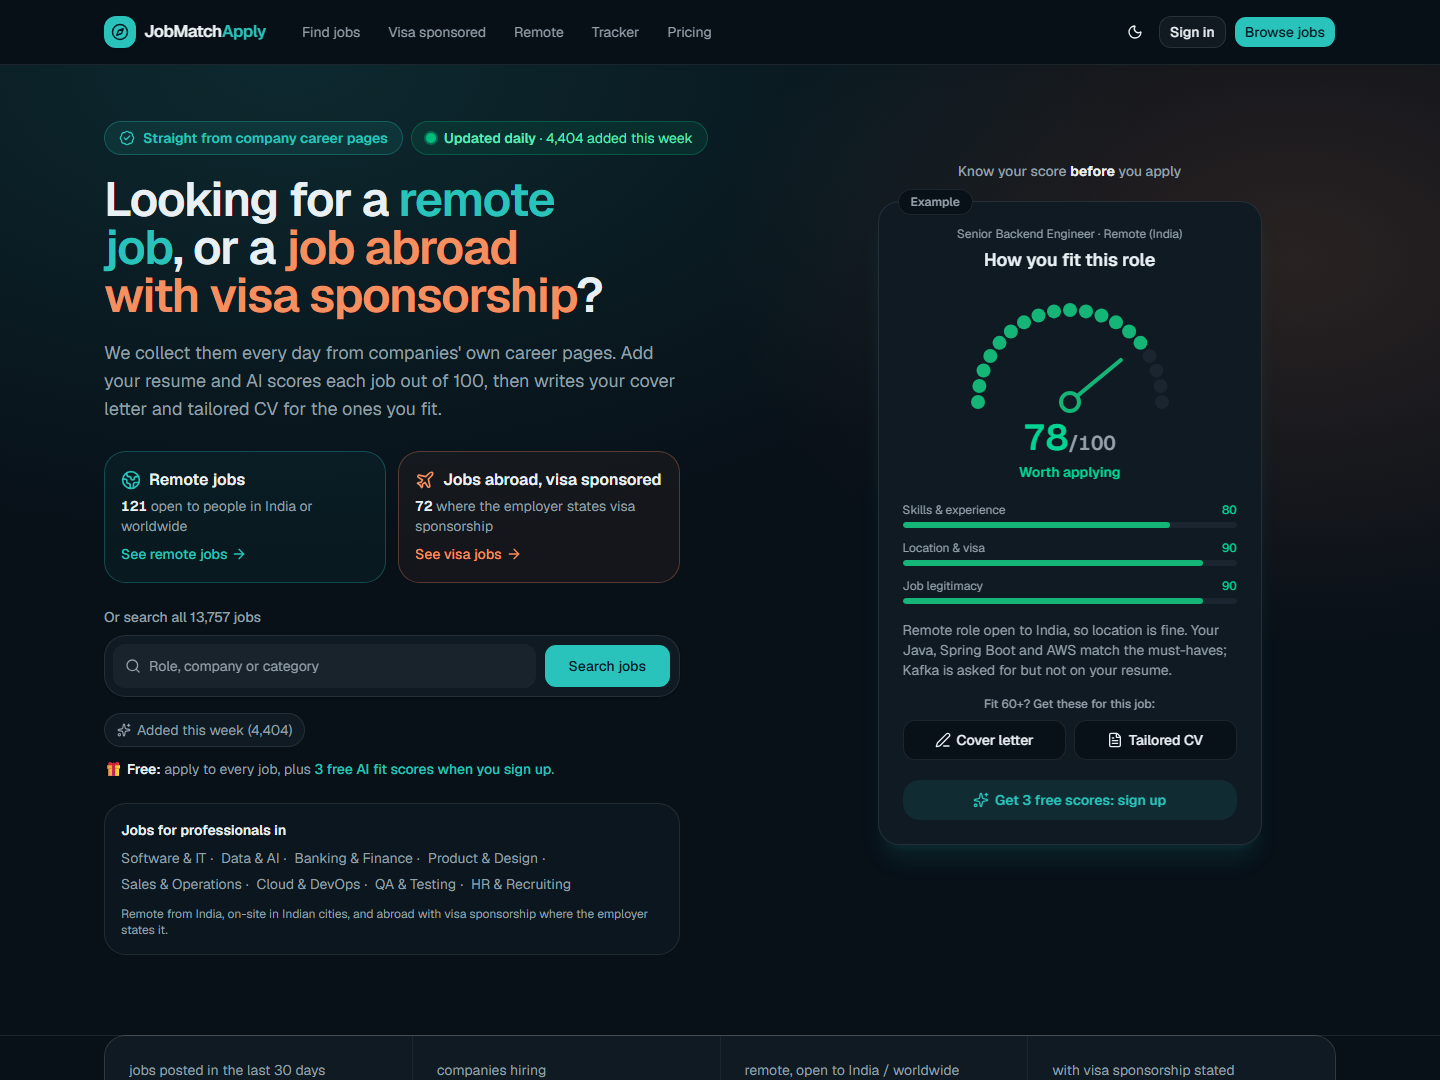 JobMatchApply
Find jobs
Visa sponsored
Remote
Tracker
Pricing
Sign in
Browse jobs
Straight from company career pages
Updated daily · 4,404 added this week
Looking for a remote
job, or a job abroad
with visa sponsorship?
We collect them every day from companies' own career pages. Add
your resume and AI scores each job out of 100, then writes your cover
letter and tailored CV for the ones you fit.
Remote jobs
121 open to people in India or
worldwide
See remote jobs →
Jobs abroad, visa sponsored
72 where the employer states visa
sponsorship
See visa jobs →
Or search all 13,757 jobs
Role, company or category
Search jobs
Added this week (4,404)
🎁 Free: apply to every job, plus 3 free AI fit scores when you sign up.
Jobs for professionals in
Software & IT · Data & AI · Banking & Finance · Product & Design ·
Sales & Operations · Cloud & DevOps · QA & Testing · HR & Recruiting
Remote from India, on-site in Indian cities, and abroad with visa sponsorship where the employer
states it.
Know your score before you apply
Example
Senior Backend Engineer · Remote (India)
How you fit this role
78/100
Worth applying
Skills & experience 80
Location & visa 90
Job legitimacy 90
Remote role open to India, so location is fine. Your
Java, Spring Boot and AWS match the must-haves;
Kafka is asked for but not on your resume.
Fit 60+? Get these for this job:
Cover letter
Tailored CV
Get 3 free scores: sign up
jobs posted in the last 30 days
companies hiring
remote, open to India / worldwide
with visa sponsorship stated